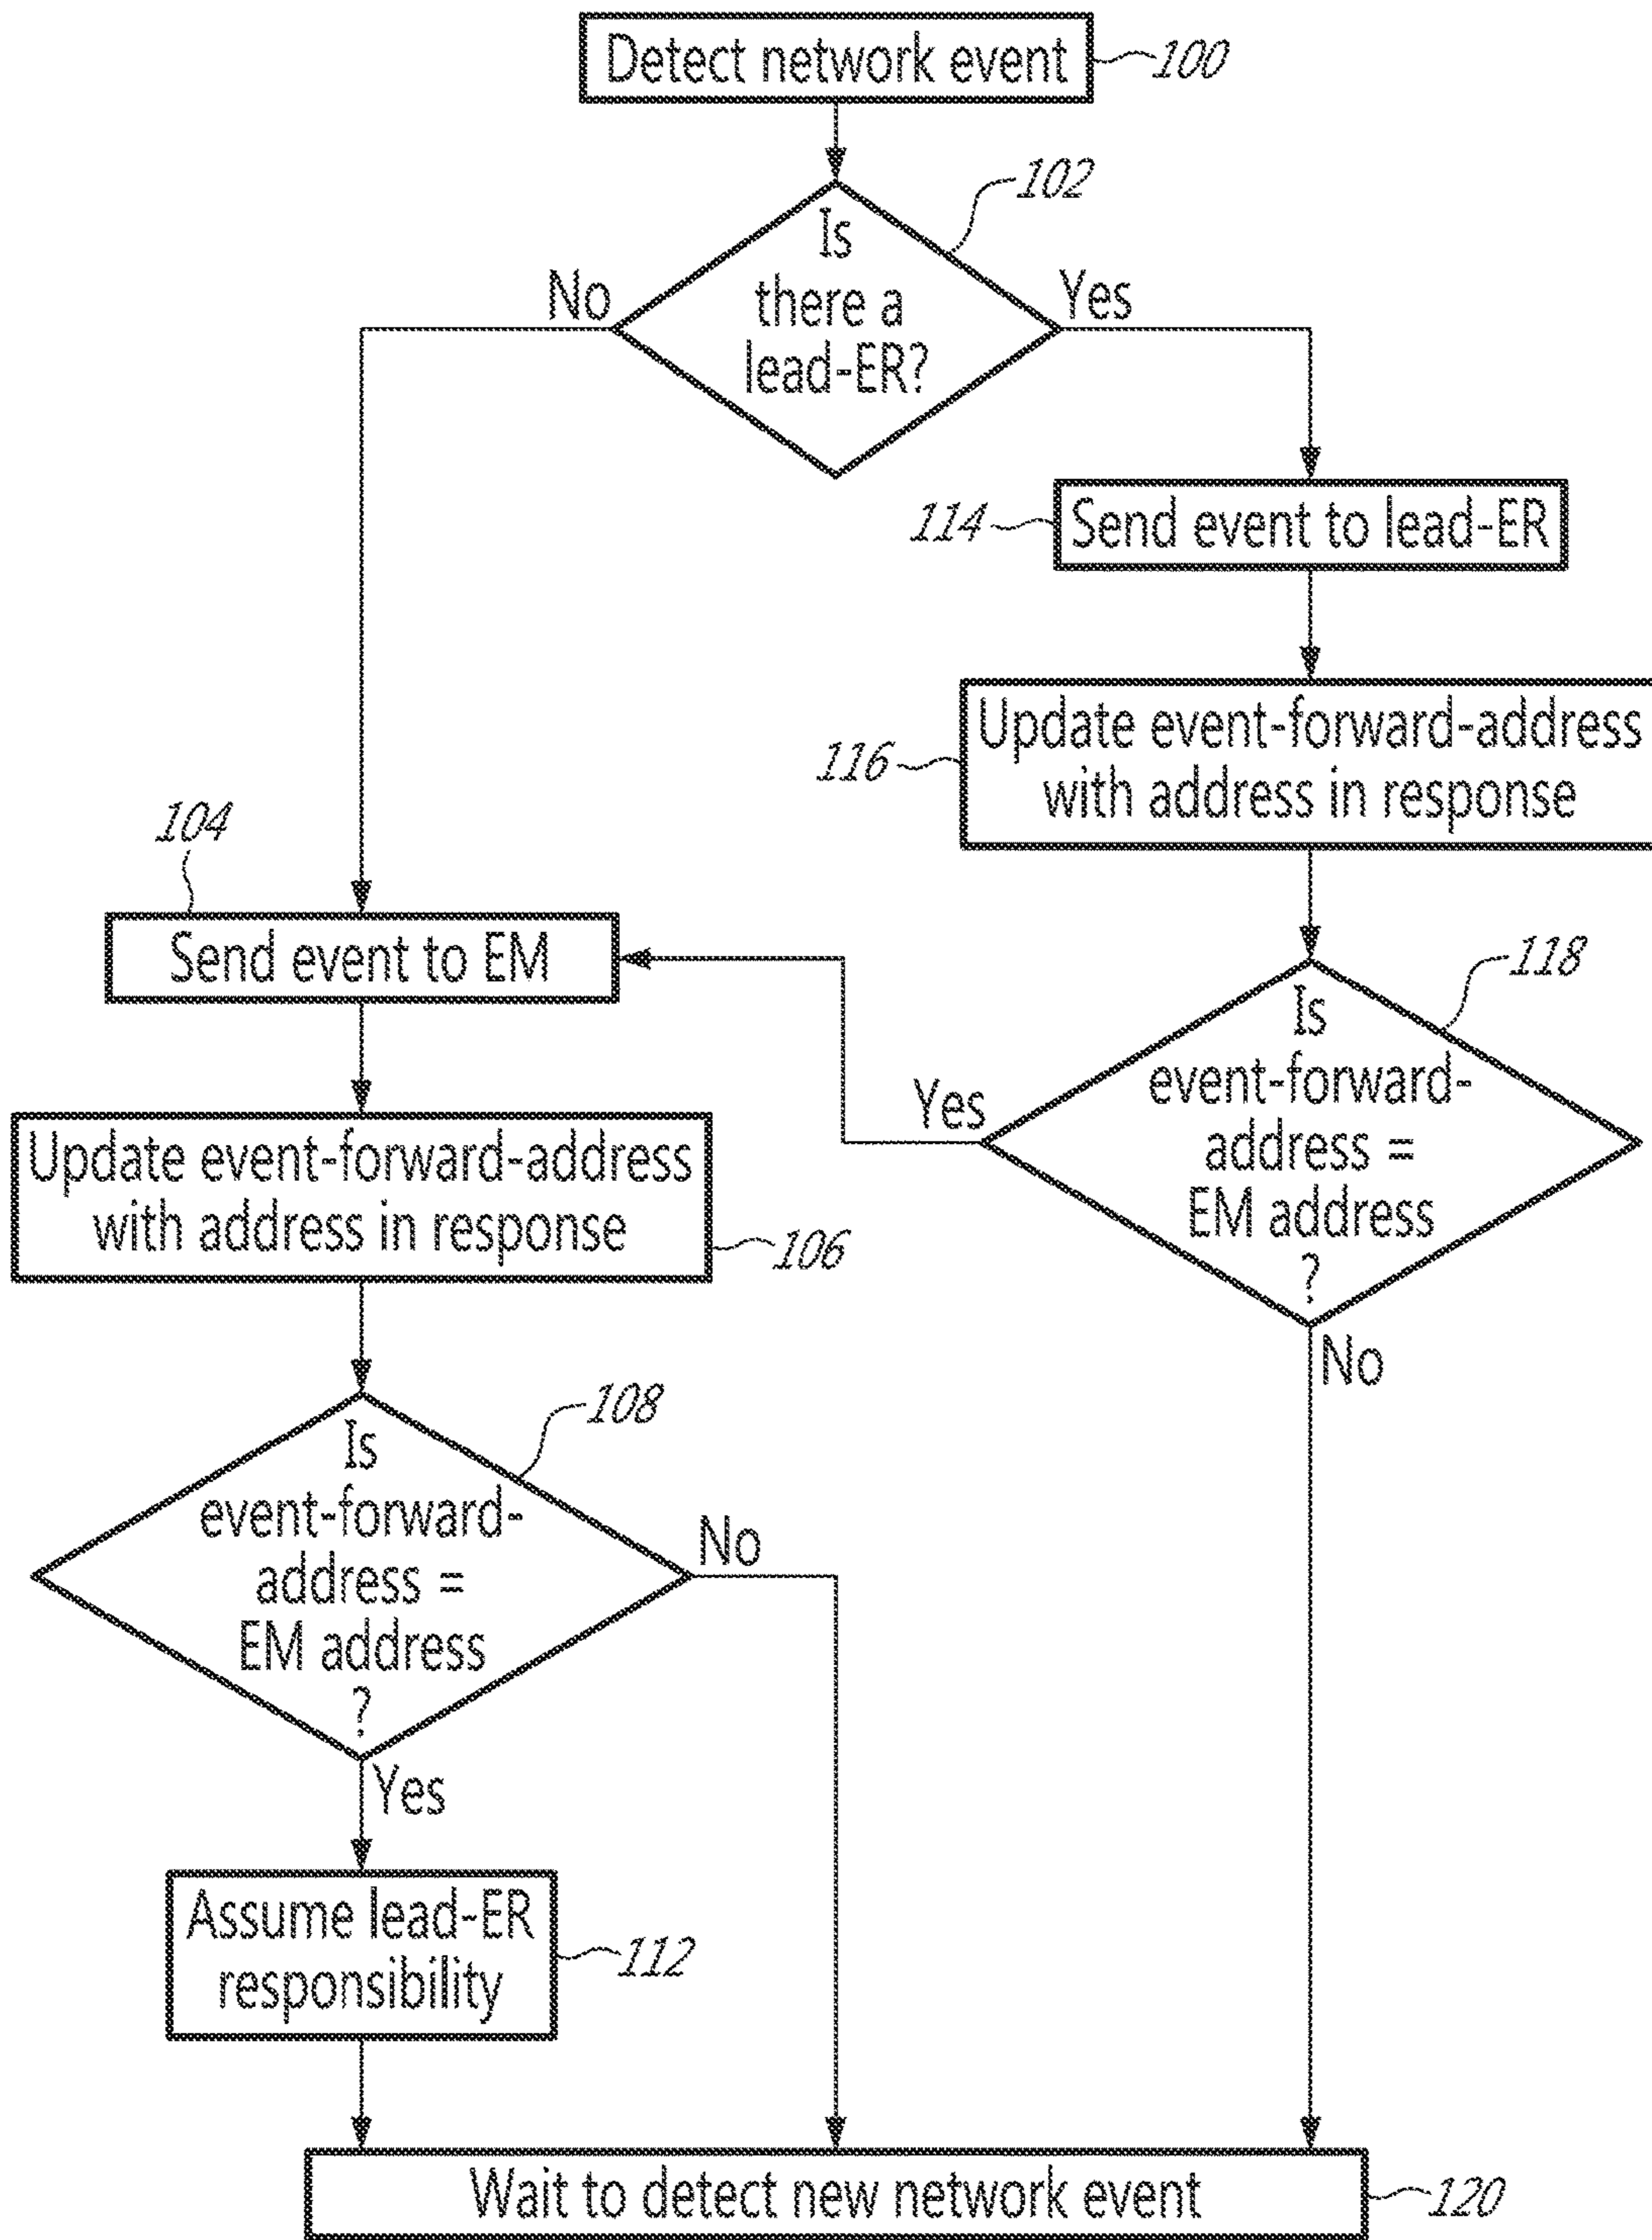 Detect network event
100
102
Is
there a
lead-ER?
No
Yes
114
Send event to lead-ER
116
Update event-forward-address
with address in response
104
Send event to EM
118
Is
event-forward-
address =
EM address
?
Yes
No
Update event-forward-address
with address in response
106
108
Is
event-forward-
address =
EM address
?
No
Yes
Assume lead-ER
responsibility
112
Wait to detect new network event
120